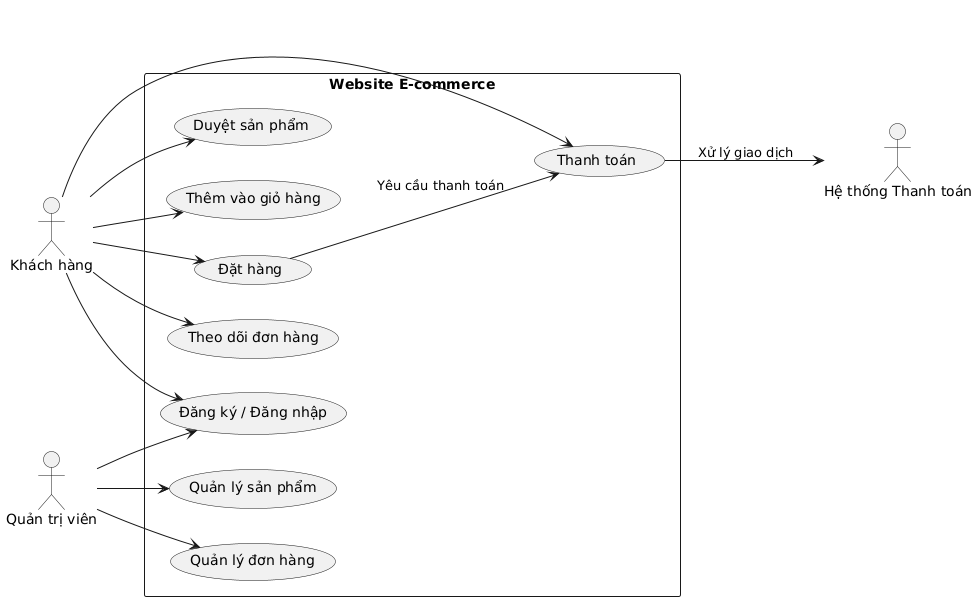 Website E-commerce
Duyệt sản phẩm
Xử lý giao dịch
Thanh toán
Hệ thống Thanh toán
Yêu cầu thanh toán
Thêm vào giỏ hàng
Khách hàng
Đặt hàng
Theo dõi đơn hàng
Đăng ký / Đăng nhập
Quản lý sản phẩm
Quản trị viên
Quản lý đơn hàng